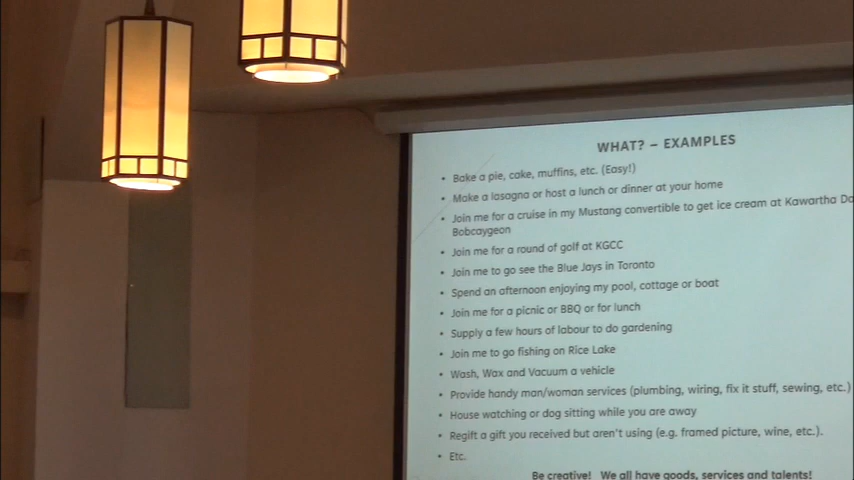 WHAT? – EXAMPLES
• Bake a pie, cake, muffins, etc. (Easy!)
• Make a lasagna or host a lunch or dinner at your home
• Join me for a cruise in my Mustang convertible to get ice cream at Kawartha Da
Bobcaygeon
• Join me for a round of golf at KGCC
• Join me to go see the Blue Jays in Toronto
• Spend an afternoon enjoying my pool, cottage or boat
• Join me for a picnic or BBQ or for lunch
• Supply a few hours of labour to do gardening
• Join me to go fishing on Rice Lake
• Wash, Wax and Vacuum a vehicle
• Provide handy man/woman services (plumbing, wiring, fix it stuff, sewing, etc.)
• House watching or dog sitting while you are away
• Regift a gift you received but aren't using (e.g. framed picture, wine, etc.).
• Etc.
Be creative! We all have goods, services and talents!